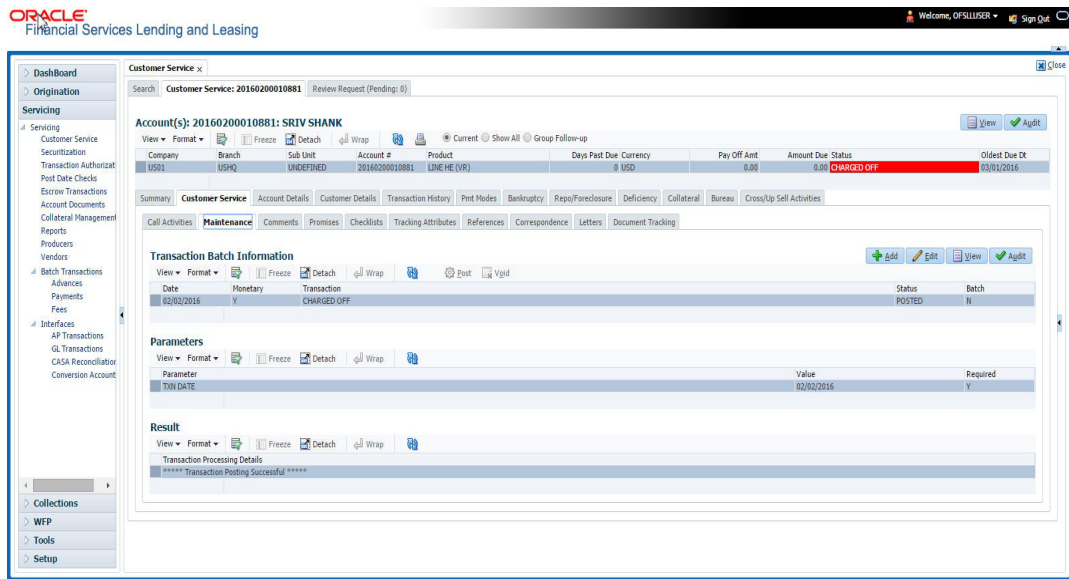 ORACLE'
Financial Services Lending and Leasing
Welcome, OFSLLUSER
Sign Out
Close
DashBoard
Origination
Servicing
Servicing
Customer Service
Securitization
Transaction Authorizat
Post Date Checks
Escrow Transactions
Account Documents
Collateral Management
Reports
Producers
Vendors
Batch Transactions
Advances
Payments
Fees
Interfaces
AP Transactions
GL Transactions
CASA Reconciliation
Conversion Account
Collections
WFP
Tools
Setup
Customer Service x
Search Customer Service: 20160200010881 Review Request (Pending: 0)
Account(s): 20160200010881: SRIV SHANK
View Audit
View Format Freeze Detach Wrap Current Show All Group Follow-up
Company Branch Sub Unit Account # Product Days Past Due Currency Pay Off Amt Amount Due Status Oldest Due Dt
US01 USHQ UNDEFINED 20160200010881 LINE HE (VR) 0 USD 0.00 0.00 CHARGED OFF 03/01/2016
Summary Customer Service Account Details Customer Details Transaction History Pmt Modes Bankruptcy Repo/Foreclosure Deficiency Collateral Bureau Cross/Up Sell Activities
Call Activities Maintenance Comments Promises Checklists Tracking Attributes References Correspondence Letters Document Tracking
Transaction Batch Information
Add Edit View Audit
View Format Freeze Detach Wrap Post Void
Date Monetary Transaction Status Batch
02/02/2016 Y CHARGED OFF POSTED N
Parameters
View Format Freeze Detach Wrap
Parameter Value Required
TXN DATE 02/02/2016 Y
Result
View Format Freeze Detach Wrap
Transaction Processing Details
***** Transaction Posting Successful *****